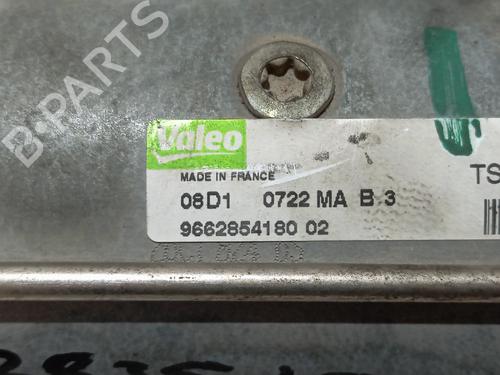 B-PARTS
Valeo
MADE IN FRANCE
TS
08D1 0722 MA B 3
9662854180 02